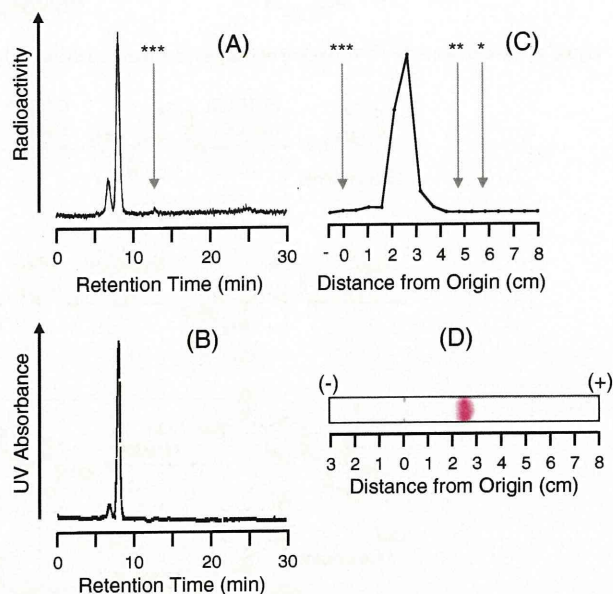 (A)
***
Radioactivity
0 10 20 30
Retention Time (min)
(C)
*** ** *
- 0 1 2 3 4 5 6 7 8
Distance from Origin (cm)
(B)
UV Absorbance
0 10 20 30
Retention Time (min)
(D)
(-) (+)
3 2 1 0 1 2 3 4 5 6 7 8
Distance from Origin (cm)